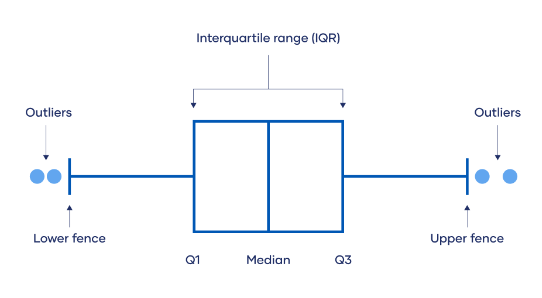 Interquartile range (IQR)
Outliers
Outliers
Lower fence
Upper fence
Q1
Median
Q3